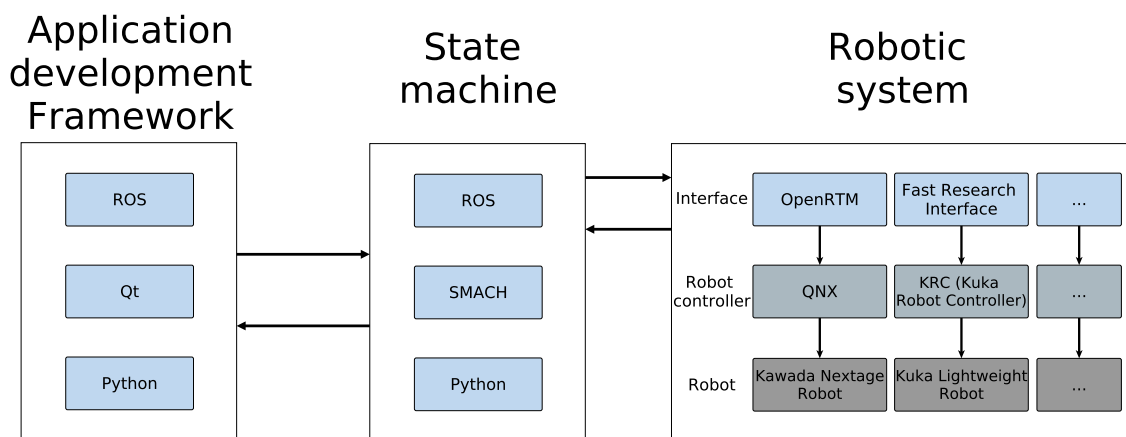 Application
development
Framework
State
machine
Robotic
system
ROS
Qt
Python
ROS
SMACH
Python
Interface
OpenRTM
Fast Research
Interface
...
Robot
controller
QNX
KRC (Kuka
Robot Controller)
...
Robot
Kawada Nextage
Robot
Kuka Lightweight
Robot
...